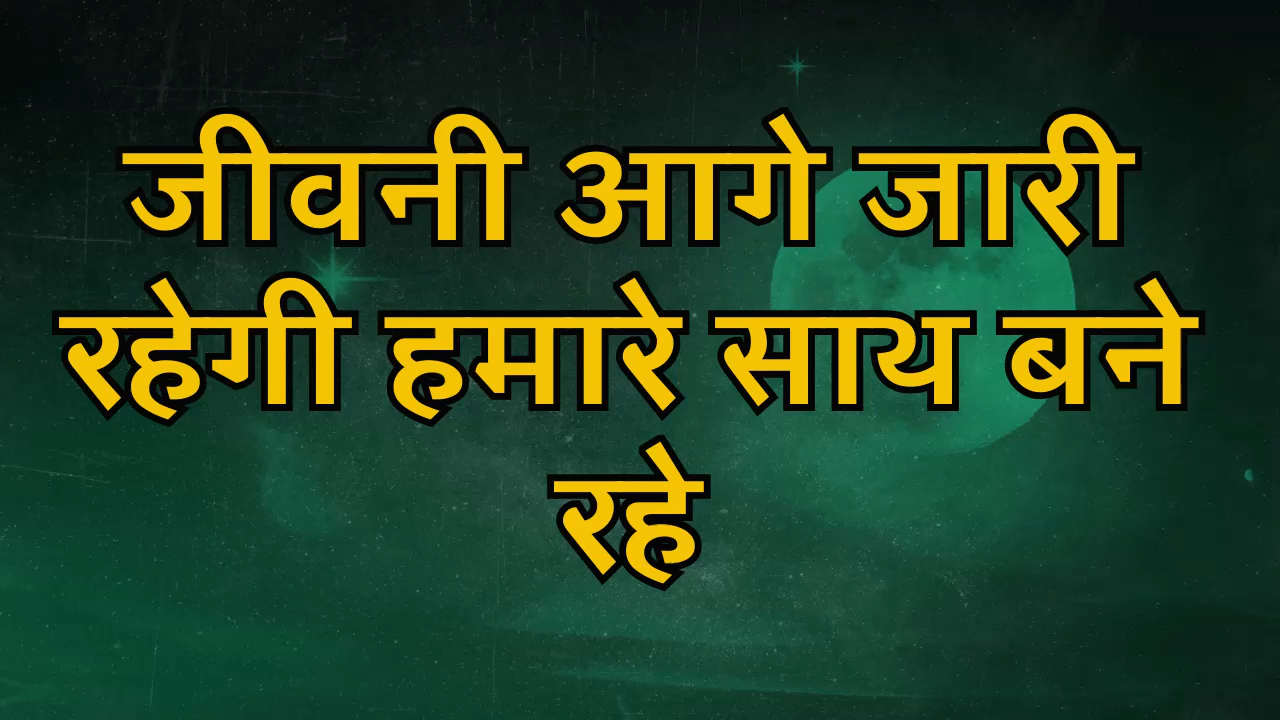 जीवनी आगे जारी
रहेगी हमारे साथ बने
रहे